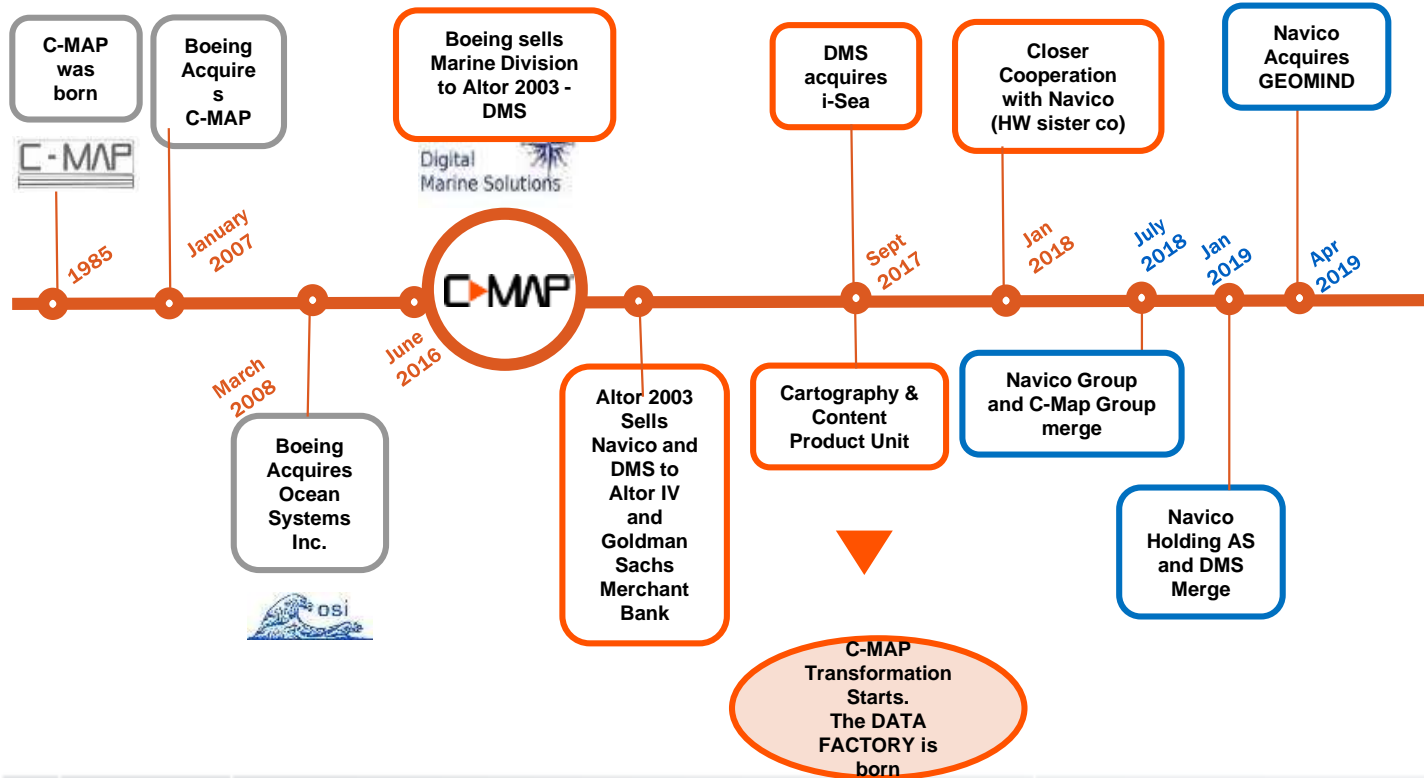 C-MAP
was
born
Boeing
Acquire
s
C-MAP
Boeing sells
Marine Division
to Altor 2003 -
DMS
DMS
acquires
i-Sea
Closer
Cooperation
with Navico
(HW sister co)
Navico
Acquires
GEOMIND
C-MAP
Digital
Marine Solutions
1985
January
2007
March
2008
June
2016
C-MAP
Sept
2017
Jan
2018
July
2018
Jan
2019
Apr
2019
Boeing
Acquires
Ocean
Systems
Inc.
osi
Altor 2003
Sells
Navico and
DMS to
Altor IV
and
Goldman
Sachs
Merchant
Bank
Cartography &
Content
Product Unit
Navico Group
and C-Map Group
merge
Navico
Holding AS
and DMS
Merge
C-MAP
Transformation
Starts.
The DATA
FACTORY is
born